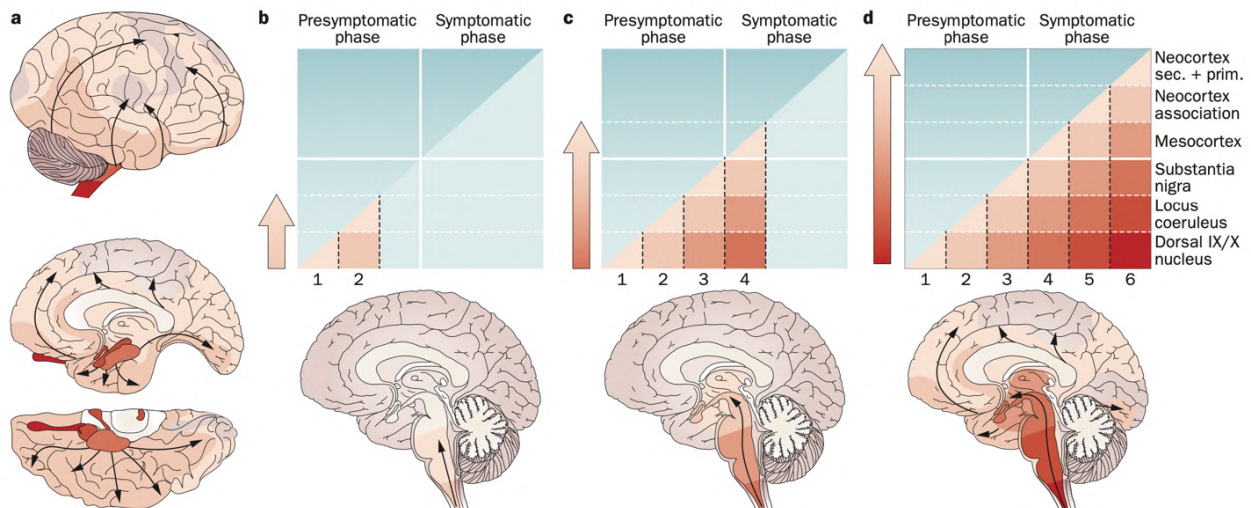 a
b
Presymptomatic phase
Symptomatic phase
1 2
c
Presymptomatic phase
Symptomatic phase
1 2 3 4
d
Presymptomatic phase
Symptomatic phase
Neocortex
sec. + prim.
Neocortex
association
Mesocortex
Substantia
nigra
Locus
coeruleus
Dorsal IX/X
nucleus
1 2 3 4 5 6